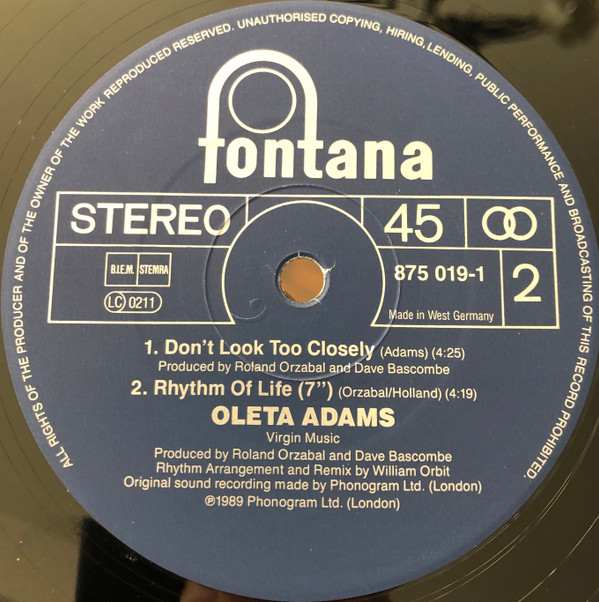 ALL RIGHTS OF THE PRODUCER AND OF THE OWNER OF THE WORK REPRODUCED RESERVED. UNAUTHORISED COPYING, HIRING, LENDING, PUBLIC PERFORMANCE AND BROADCASTING OF THIS RECORD PROHIBITED.
fontana
STEREO 45
B.I.E.M. STEMRA 875 019-1 2
LC 0211 Made in West Germany
1. Don't Look Too Closely (Adams) (4:25)
Produced by Roland Orzabal and Dave Bascombe
2. Rhythm Of Life (7”) (Orzabal/Holland) (4:19)
OLETA ADAMS
Virgin Music
Produced by Roland Orzabal and Dave Bascombe
Rhythm Arrangement and Remix by William Orbit
Original sound recording made by Phonogram Ltd. (London)
℗1989 Phonogram Ltd. (London)